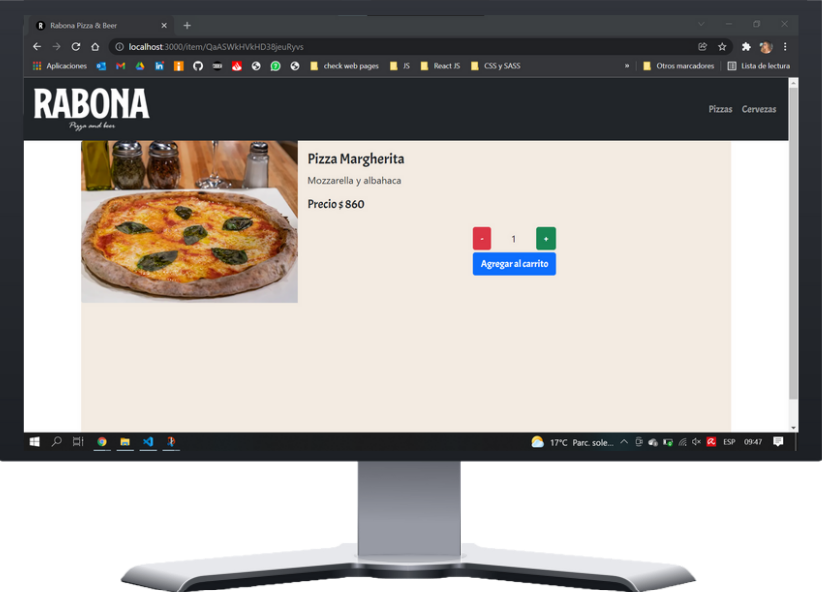 Rabona Pizza & Beer
localhost:3000/item/QaASWkHVkHD38jeuRyvs
Aplicaciones
check web pages
JS
React JS
CSS y SASS
»
Otros marcadores
Lista de lectura
RABONA
Pizza and beer
Pizzas
Cervezas
Pizza Margherita
Mozzarella y albahaca
Precio $ 860
- 1 +
Agregar al carrito
17°C Parc. sole...
ESP
09:47